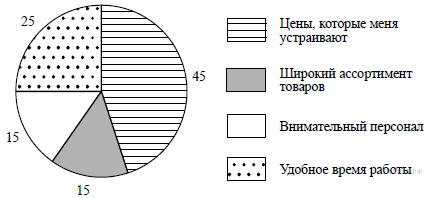 25
45
15
15
Цены, которые меня
устраивают
Широкий ассортимент
товаров
Внимательный персонал
Удобное время работы